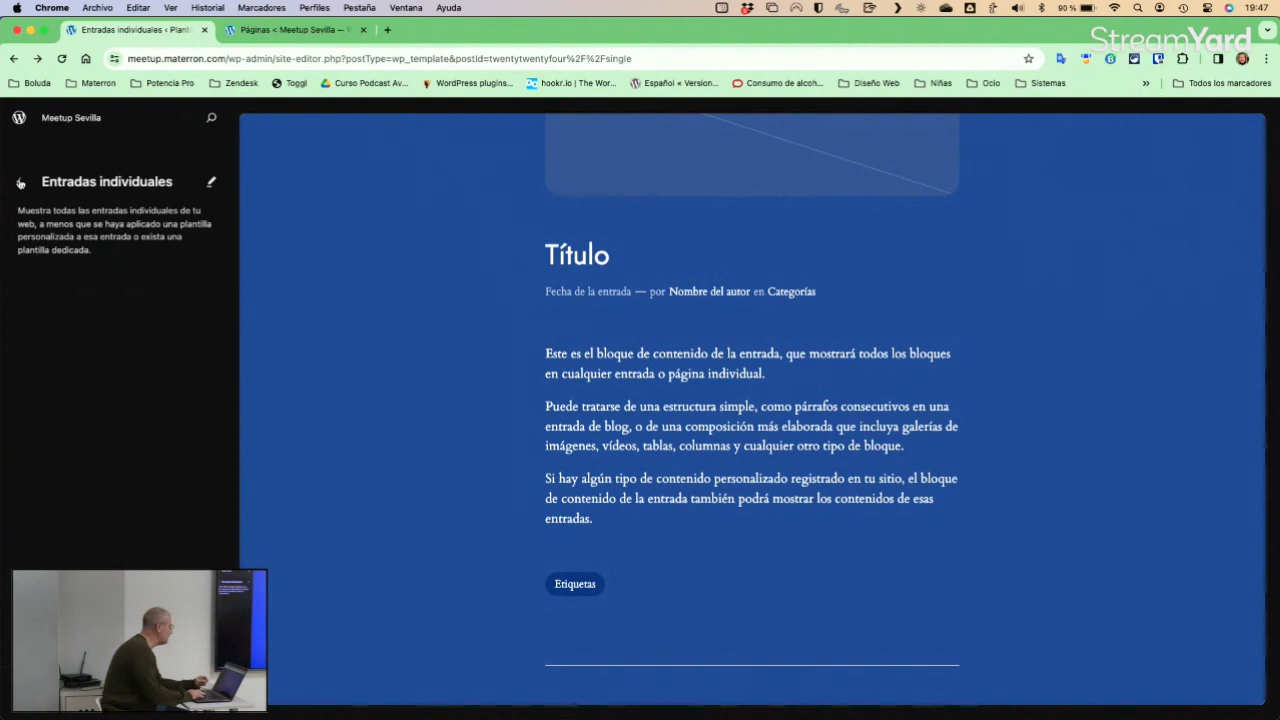 Chrome Archivo Editar Ver Historial Marcadores Perfiles Pestaña Ventana Ayuda 90 % 19:47
Entradas individuales ‹ Planti Páginas < Meetup Sevilla —
StreamYard
meetup.materron.com/wp-admin/site-editor.php?postType=wp_template&postId=twentytwentyfour%2F%2Fsingle
Boluda Materron Potencia Pro Zendesk Toggl Curso Podcast Av... WordPress plugins... hookr.io | The Wor... Español « Version... Consumo de alcoh... Diseño Web Niñas Ocio Sistemas » Todos los marcadores
Meetup Sevilla
Entradas individuales
Muestra todas las entradas individuales de tu
web, a menos que se haya aplicado una plantilla
personalizada a esa entrada o exista una
plantilla dedicada.
Título
Fecha de la entrada — por Nombre del autor en Categorías
Este es el bloque de contenido de la entrada, que mostrará todos los bloques
en cualquier entrada o página individual.
Puede tratarse de una estructura simple, como párrafos consecutivos en una
entrada de blog, o de una composición más elaborada que incluya galerías de
imágenes, vídeos, tablas, columnas y cualquier otro tipo de bloque.
Si hay algún tipo de contenido personalizado registrado en tu sitio, el bloque
de contenido de la entrada también podrá mostrar los contenidos de esas
entradas.
Etiquetas